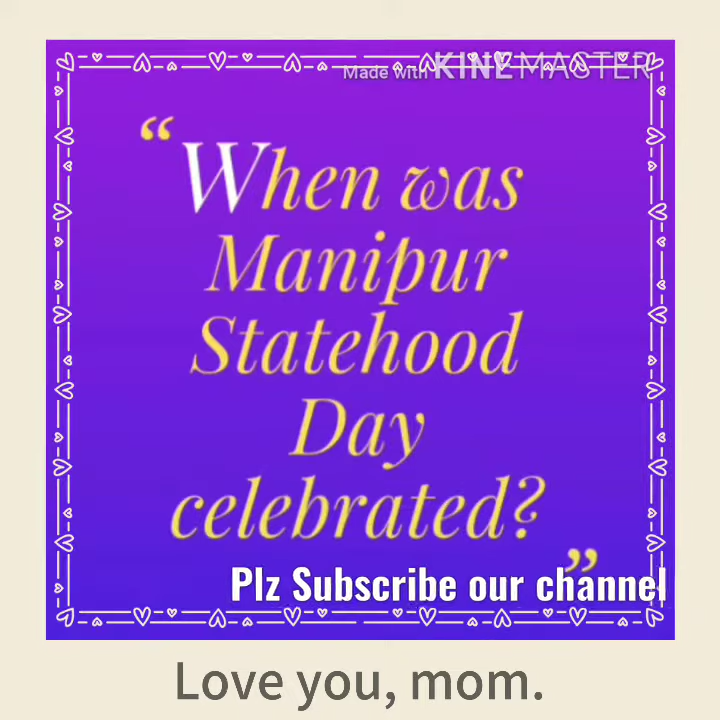 Made with KINEMASTER
“When was
Manipur
Statehood
Day
celebrated?”
Plz Subscribe our channel
Love you, mom.